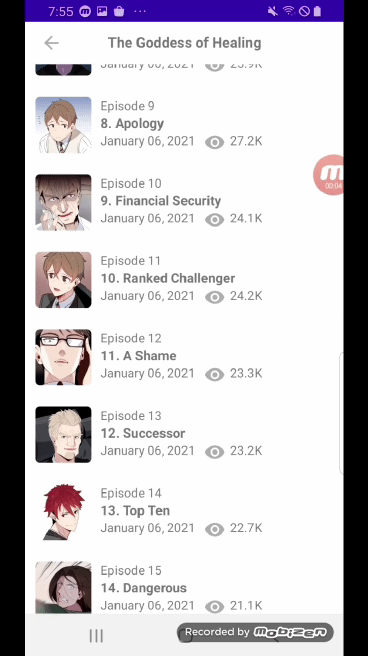 7:55
The Goddess of Healing
January 06, 2021 23.9K
Episode 9
8. Apology
January 06, 2021 27.2K
Episode 10
9. Financial Security
January 06, 2021 24.1K
00:04
Episode 11
10. Ranked Challenger
January 06, 2021 24.2K
Episode 12
11. A Shame
January 06, 2021 23.3K
Episode 13
12. Successor
January 06, 2021 23.2K
Episode 14
13. Top Ten
January 06, 2021 22.7K
Episode 15
14. Dangerous
January 06, 2021 21.1K
Recorded by Mobizen